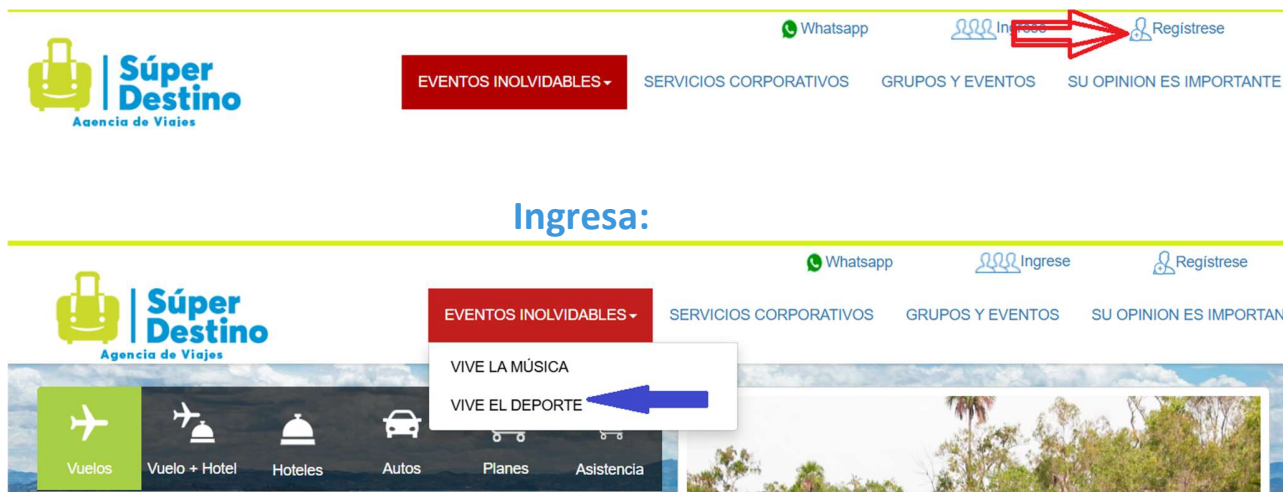 Whatsapp Ingrese Regístrese
Súper
Destino
Agencia de Viajes
EVENTOS INOLVIDABLES SERVICIOS CORPORATIVOS GRUPOS Y EVENTOS SU OPINION ES IMPORTANTE
Ingresa:
Whatsapp Ingrese Regístrese
Súper
Destino
Agencia de Viajes
EVENTOS INOLVIDABLES SERVICIOS CORPORATIVOS GRUPOS Y EVENTOS SU OPINION ES IMPORTAN
VIVE LA MÚSICA
VIVE EL DEPORTE
Vuelos Vuelo + Hotel Hoteles Autos Planes Asistencia